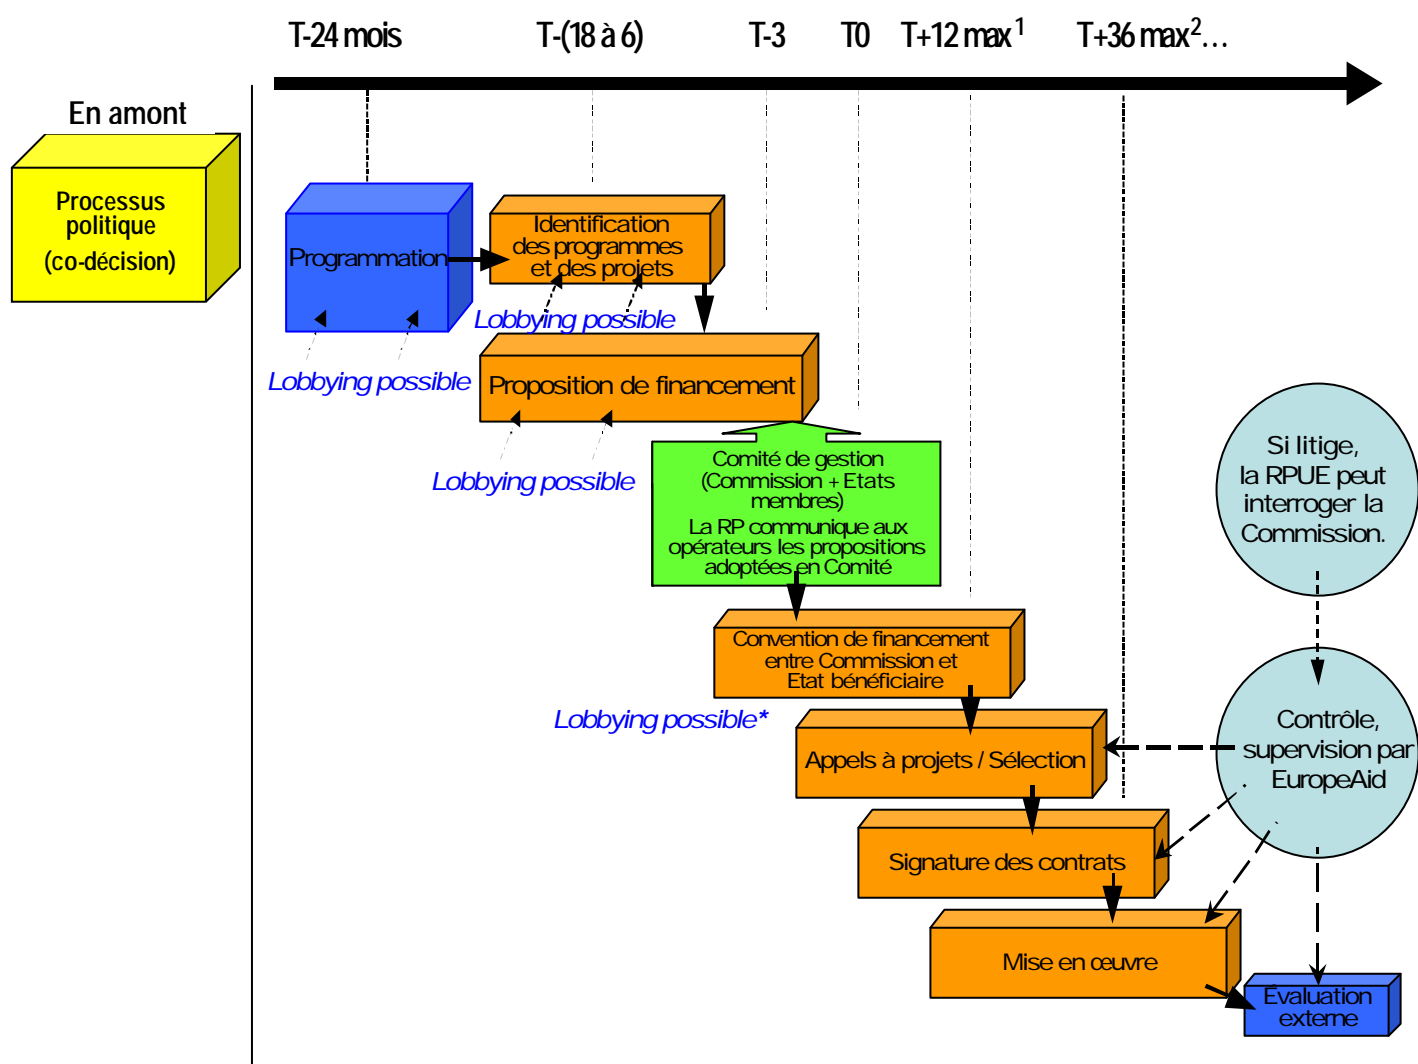 T-24 mois
T-(18 à 6)
T-3
T0
T+12 max 1
T+36 max2…
En amont
Processus
politique
(co-décision)
Programmation
Identification
des programmes
et des projets
Lobbying possible
Lobbying possible
Proposition de financement
Lobbying possible
Comité de gestion
(Commission + Etats
membres)
La RP communique aux
opérateurs les propositions
adoptées en Comité
Si litige,
la RPUE peut
interroger la
Commission.
Convention de financement
entre Commission et
Etat bénéficiaire
Lobbying possible*
Appels à projets / Sélection
Contrôle,
supervision par
EuropeAid
Signature des contrats
Mise en œuvre
Évaluation
externe